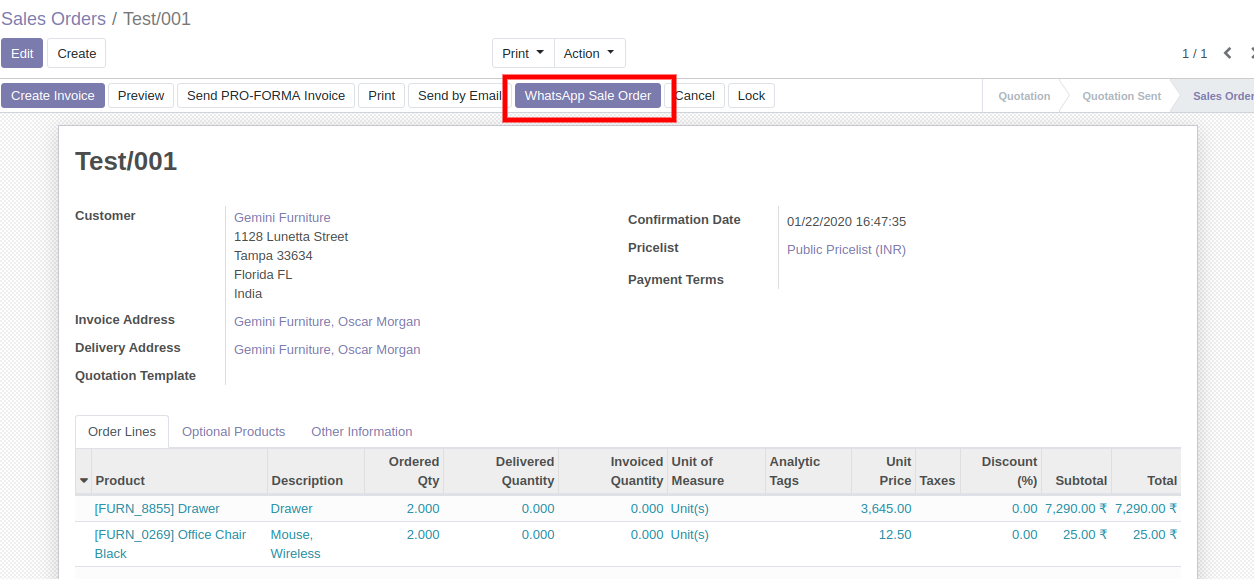 Sales Orders / Test/001
Edit Create Print Action 1 / 1
Create Invoice Preview Send PRO-FORMA Invoice Print Send by Email WhatsApp Sale Order Cancel Lock Quotation Quotation Sent Sales Order
Test/001
Customer
Gemini Furniture
1128 Lunetta Street
Tampa 33634
Florida FL
India
Invoice Address Gemini Furniture, Oscar Morgan
Delivery Address Gemini Furniture, Oscar Morgan
Quotation Template
Confirmation Date 01/22/2020 16:47:35
Pricelist Public Pricelist (INR)
Payment Terms
Order Lines Optional Products Other Information
Product Description Ordered Qty Delivered Quantity Invoiced Quantity Unit of Measure Analytic Tags Unit Price Taxes Discount (%) Subtotal Total
[FURN_8855] Drawer Drawer 2.000 0.000 0.000 Unit(s) 3,645.00 0.00 7,290.00 ₹ 7,290.00 ₹
[FURN_0269] Office Chair Mouse, 2.000 0.000 0.000 Unit(s) 12.50 0.00 25.00 ₹ 25.00 ₹
Black Wireless